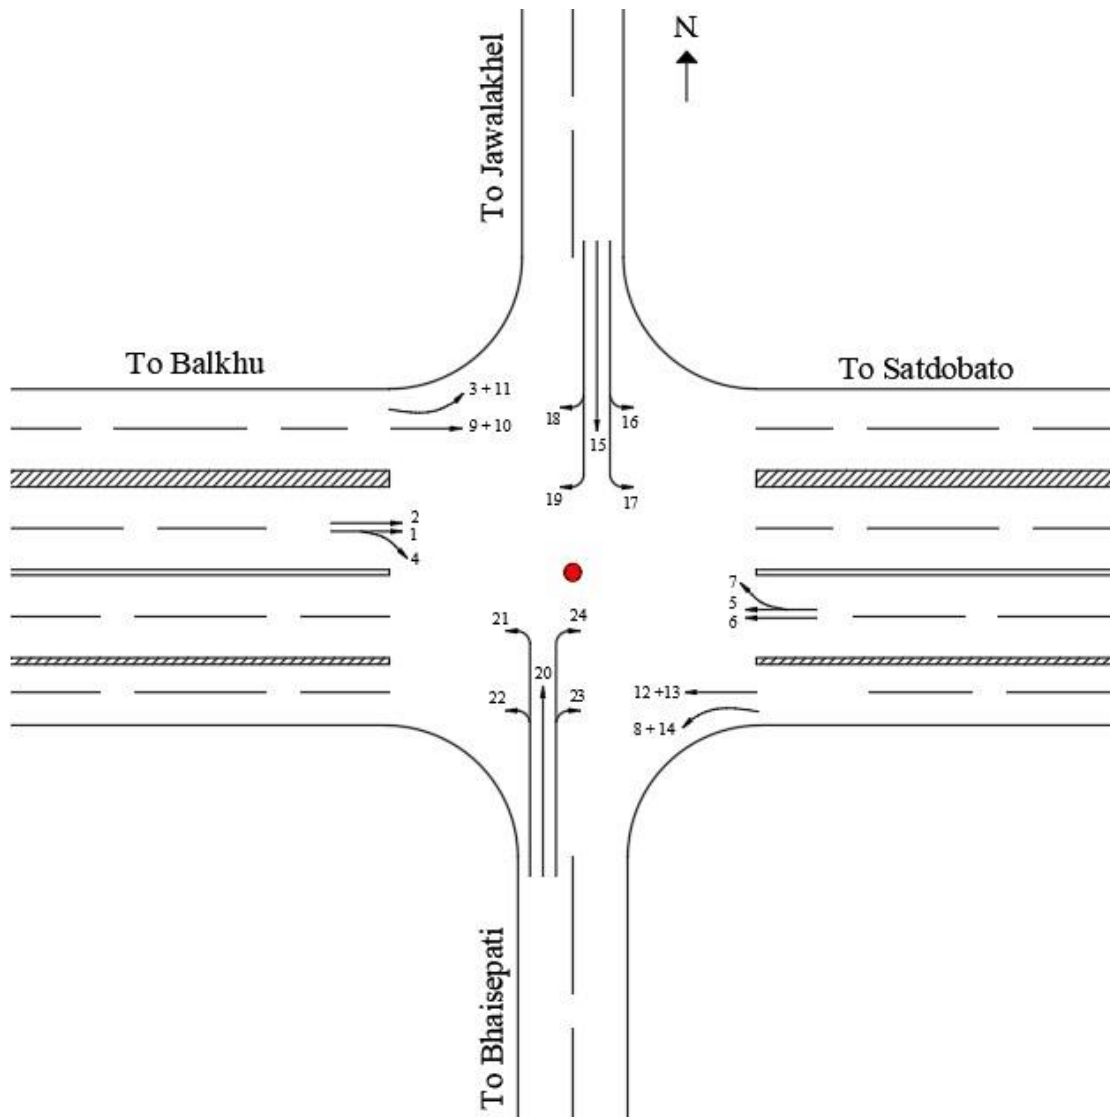 N
To Jawalakhel
To Balkhu
To Satdobato
3 + 11
9 + 10
18
16
15
19
17
2
1
4
7
5
6
21
24
20
22
23
12 +13
8 + 14
To Bhaisepati